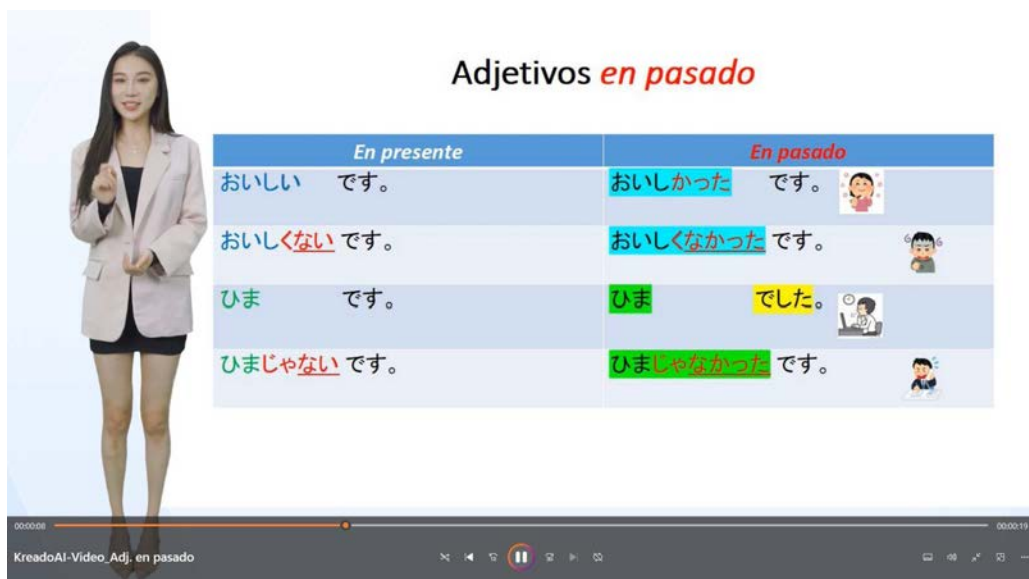 Adjetivos en pasado
En presente En pasado
おいしい です。 おいしかった です。
おいしくない です。 おいしくなかった です。
ひま です。 ひま でした。
ひまじゃない です。 ひまじゃなかった です。
00:00:08 00:00:19
KreadoAI-Video_Adj. en pasado